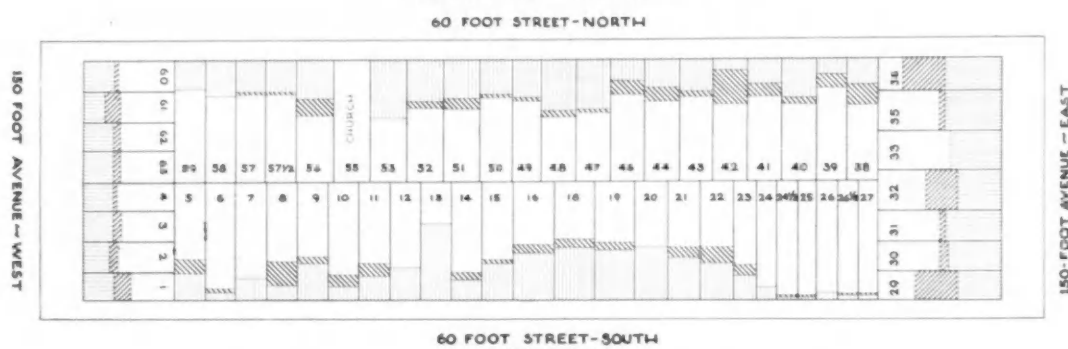 60 FOOT STREET-NORTH
150 FOOT AVENUE-WEST
60 61 62 63 4 3 2 1
CHURCH
59 58 57 57½ 56 55 53 52 51 50 49 48 47 46 44 43 42 41 40 39 38
5 6 7 8 9 10 11 12 13 14 15 16 18 19 20 21 22 23 24 24½ 25 26 26½ 27
36 35 33 32 31 30 29
150-FOOT AVENUE-EAST
60 FOOT STREET-SOUTH